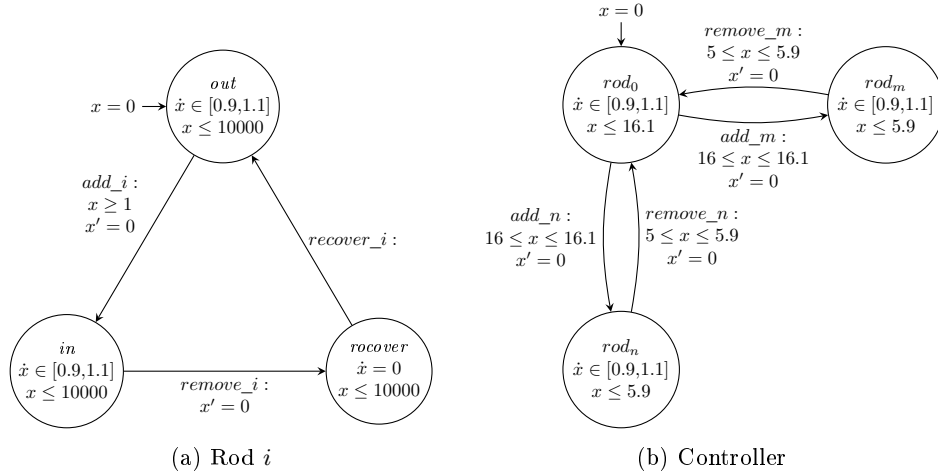 x = 0
out
ẋ ∈ [0.9,1.1]
x ≤ 10000
add_i :
x ≥ 1
x′ = 0
recover_i :
in
ẋ ∈ [0.9,1.1]
x ≤ 10000
remove_i :
x′ = 0
rocover
ẋ = 0
x ≤ 10000
(a) Rod i
x = 0
rod₀
ẋ ∈ [0.9,1.1]
x ≤ 16.1
remove_m :
5 ≤ x ≤ 5.9
x′ = 0
rodₘ
ẋ ∈ [0.9,1.1]
x ≤ 5.9
add_m :
16 ≤ x ≤ 16.1
x′ = 0
add_n :
16 ≤ x ≤ 16.1
x′ = 0
remove_n :
5 ≤ x ≤ 5.9
x′ = 0
rodₙ
ẋ ∈ [0.9,1.1]
x ≤ 5.9
(b) Controller